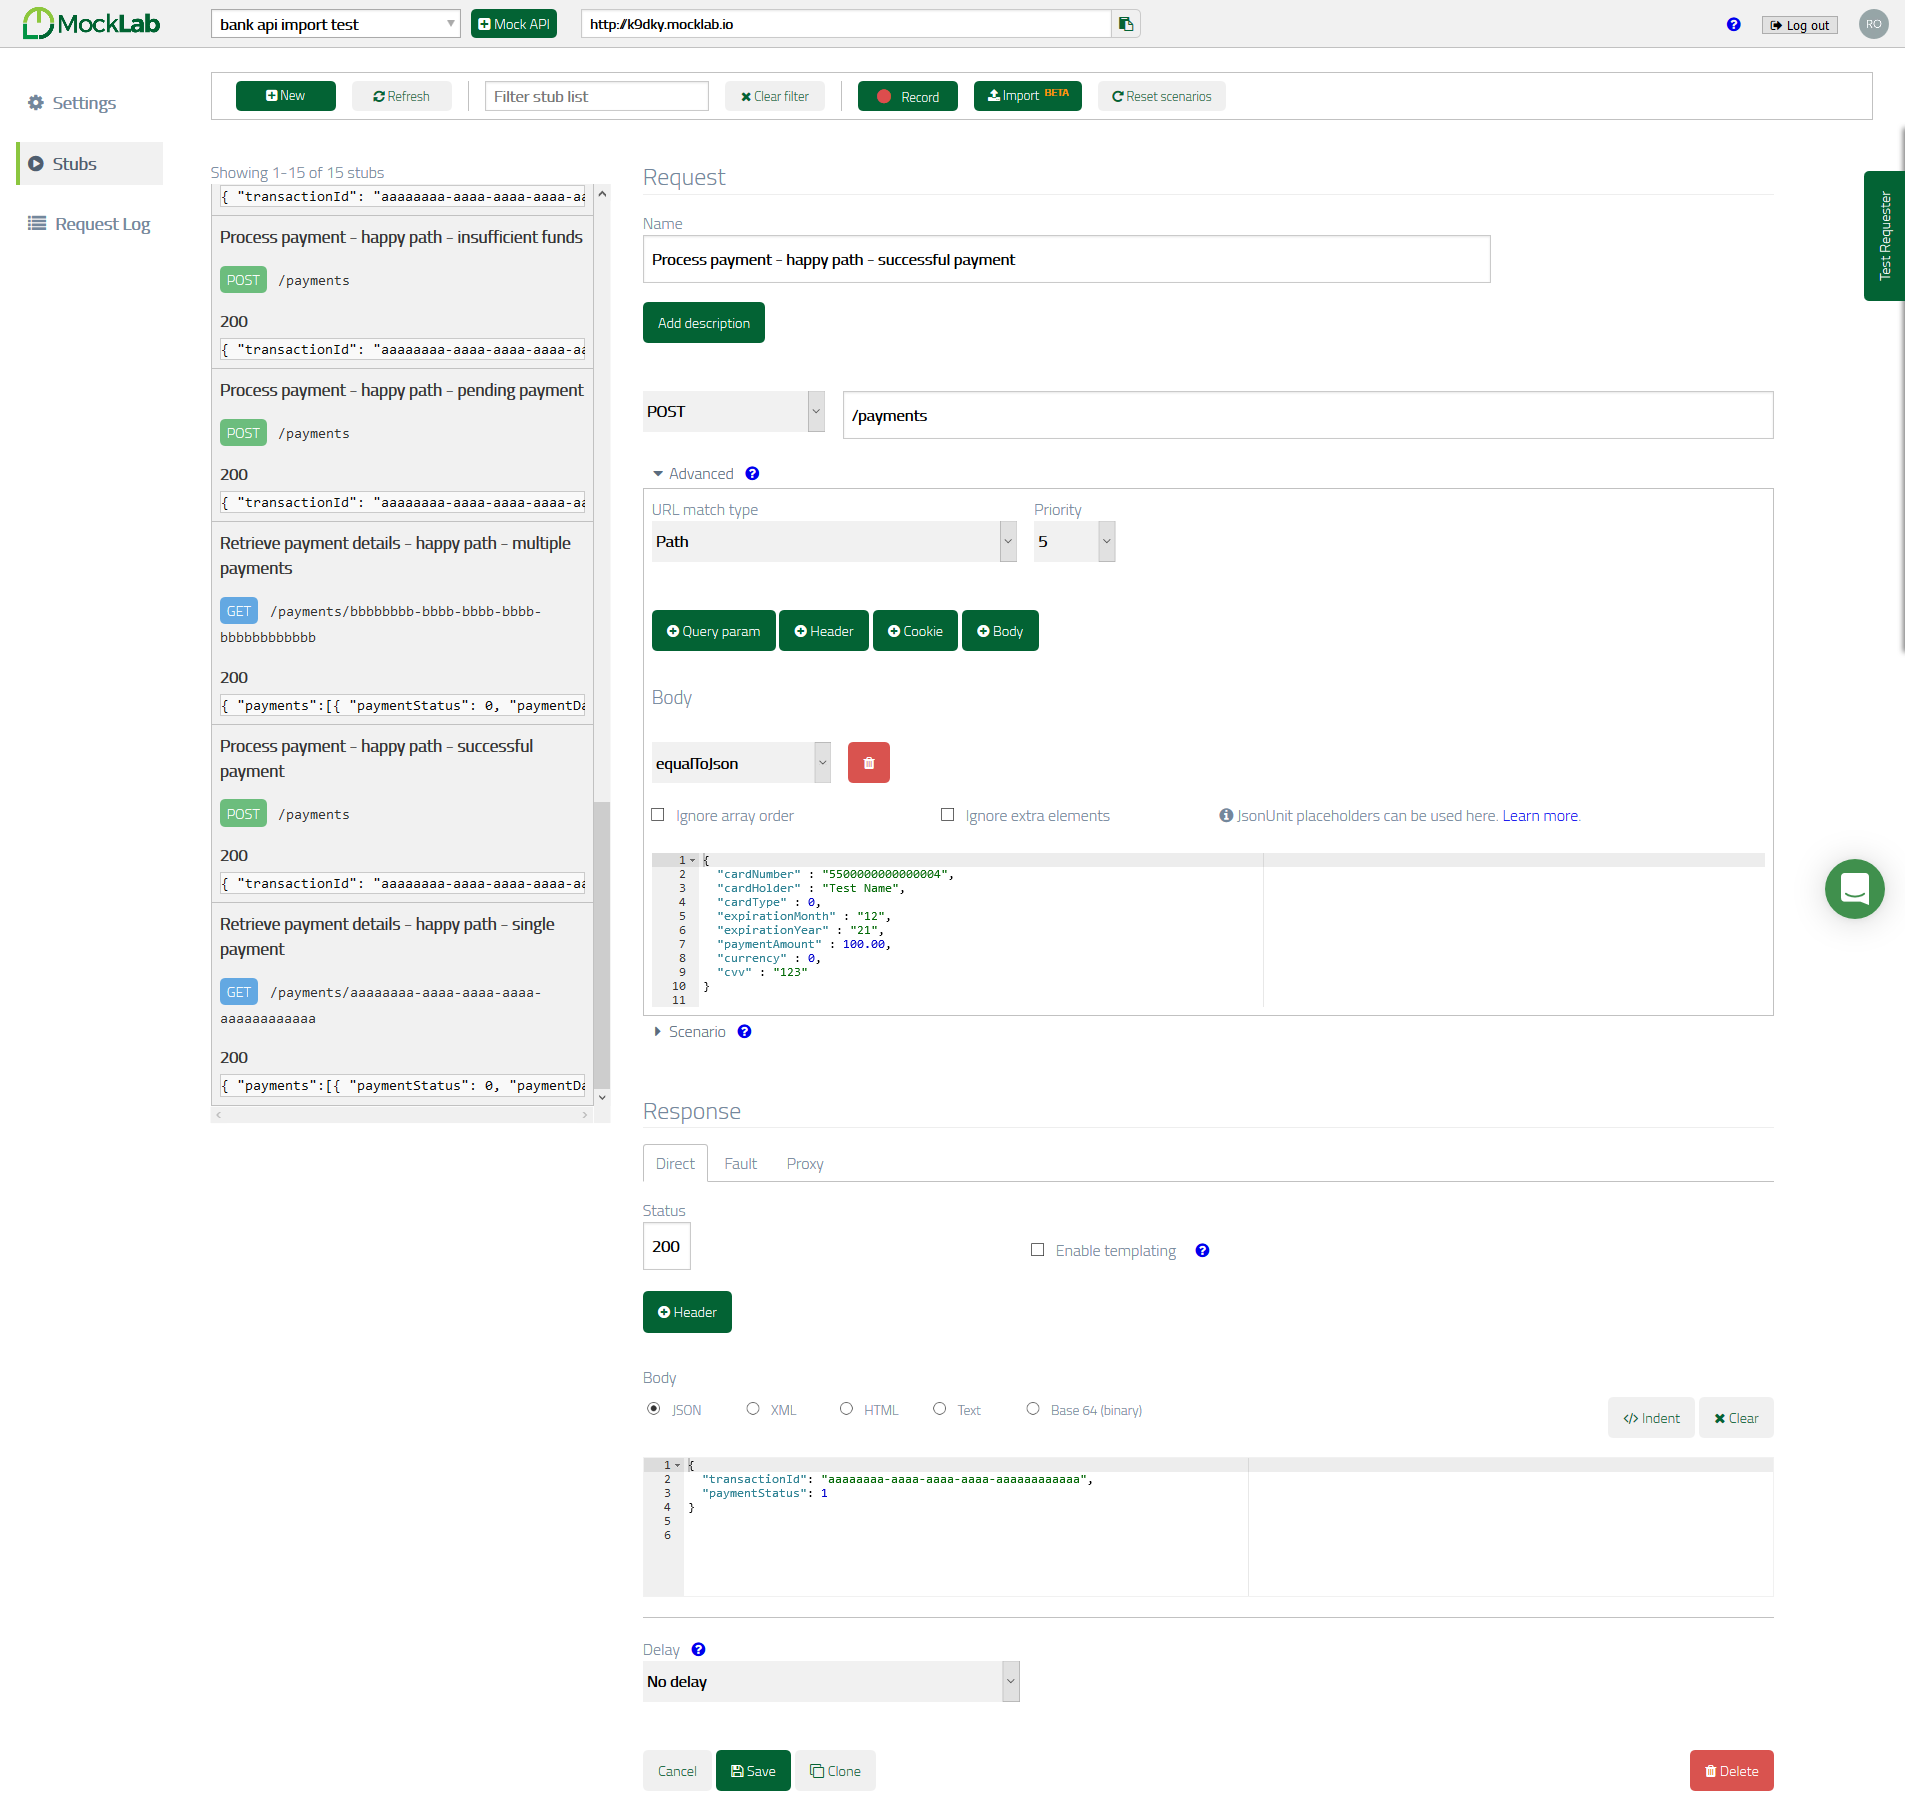 MockLab
bank api import test
Mock API
http://k9dky.mocklab.io
Log out
RO
Settings
Stubs
Request Log
New
Refresh
Filter stub list
Clear filter
Record
Import BETA
Reset scenarios
Test Requester
Showing 1-15 of 15 stubs
{ "transactionId": "aaaaaaaa-aaaa-aaaa-aaaa-aa
Process payment - happy path - insufficient funds
POST /payments
200
{ "transactionId": "aaaaaaaa-aaaa-aaaa-aaaa-aa
Process payment - happy path - pending payment
POST /payments
200
{ "transactionId": "aaaaaaaa-aaaa-aaaa-aaaa-aa
Retrieve payment details - happy path - multiple
payments
GET /payments/bbbbbbbb-bbbb-bbbb-bbbb-
bbbbbbbbbbbb
200
{ "payments":[{ "paymentStatus": 0, "paymentDa
Process payment - happy path - successful
payment
POST /payments
200
{ "transactionId": "aaaaaaaa-aaaa-aaaa-aaaa-aa
Retrieve payment details - happy path - single
payment
GET /payments/aaaaaaaa-aaaa-aaaa-aaaa-
aaaaaaaaaaaa
200
{ "payments":[{ "paymentStatus": 0, "paymentDa
Request
Name
Process payment - happy path - successful payment
Add description
POST
/payments
Advanced
URL match type
Priority
Path
5
Query param
Header
Cookie
Body
Body
equalToJson
Ignore array order
Ignore extra elements
JsonUnit placeholders can be used here. Learn more.
1 {
2 "cardNumber" : "5500000000000004",
3 "cardHolder" : "Test Name",
4 "cardType" : 0,
5 "expirationMonth" : "12",
6 "expirationYear" : "21",
7 "paymentAmount" : 100.00,
8 "currency" : 0,
9 "cvv" : "123"
10 }
11
Scenario
Response
Direct
Fault
Proxy
Status
200
Enable templating
Header
Body
JSON
XML
HTML
Text
Base 64 (binary)
</> Indent
Clear
1 {
2 "transactionId": "aaaaaaaa-aaaa-aaaa-aaaa-aaaaaaaaaaaa",
3 "paymentStatus": 1
4 }
5
6
Delay
No delay
Cancel
Save
Clone
Delete